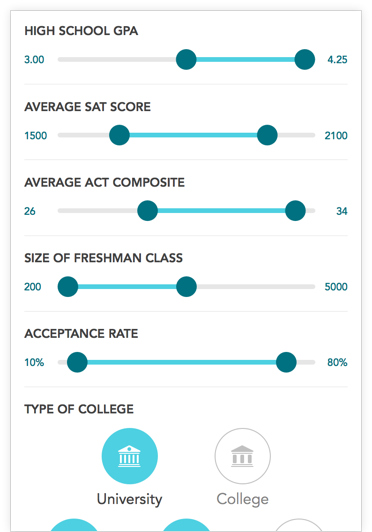 HIGH SCHOOL GPA
3.00 4.25
AVERAGE SAT SCORE
1500 2100
AVERAGE ACT COMPOSITE
26 34
SIZE OF FRESHMAN CLASS
200 5000
ACCEPTANCE RATE
10% 80%
TYPE OF COLLEGE
University College